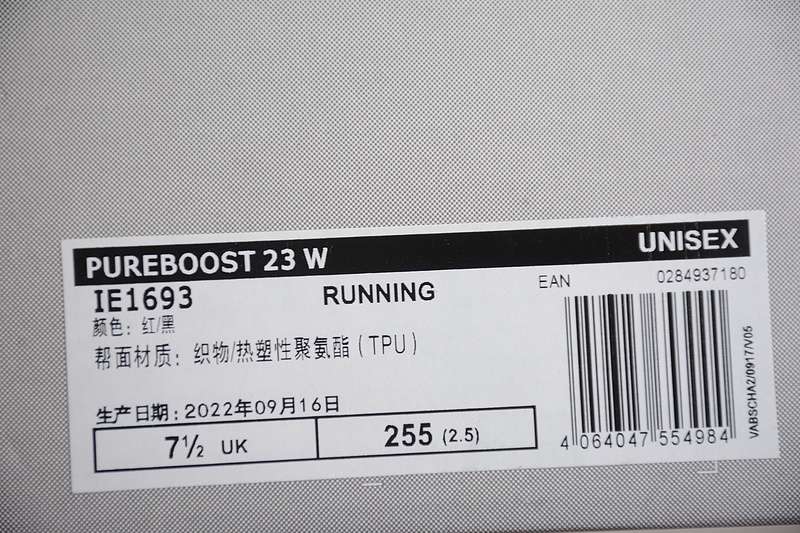 PUREBOOST 23 W UNISEX
IE1693 RUNNING EAN 0284937180
颜色：红/黑
帮面材质：织物/热塑性聚氨酯（TPU）
生产日期：2022年09月16日
7½ UK 255 (2.5)
4 064047 554984
VABSCHA2/0917/V05